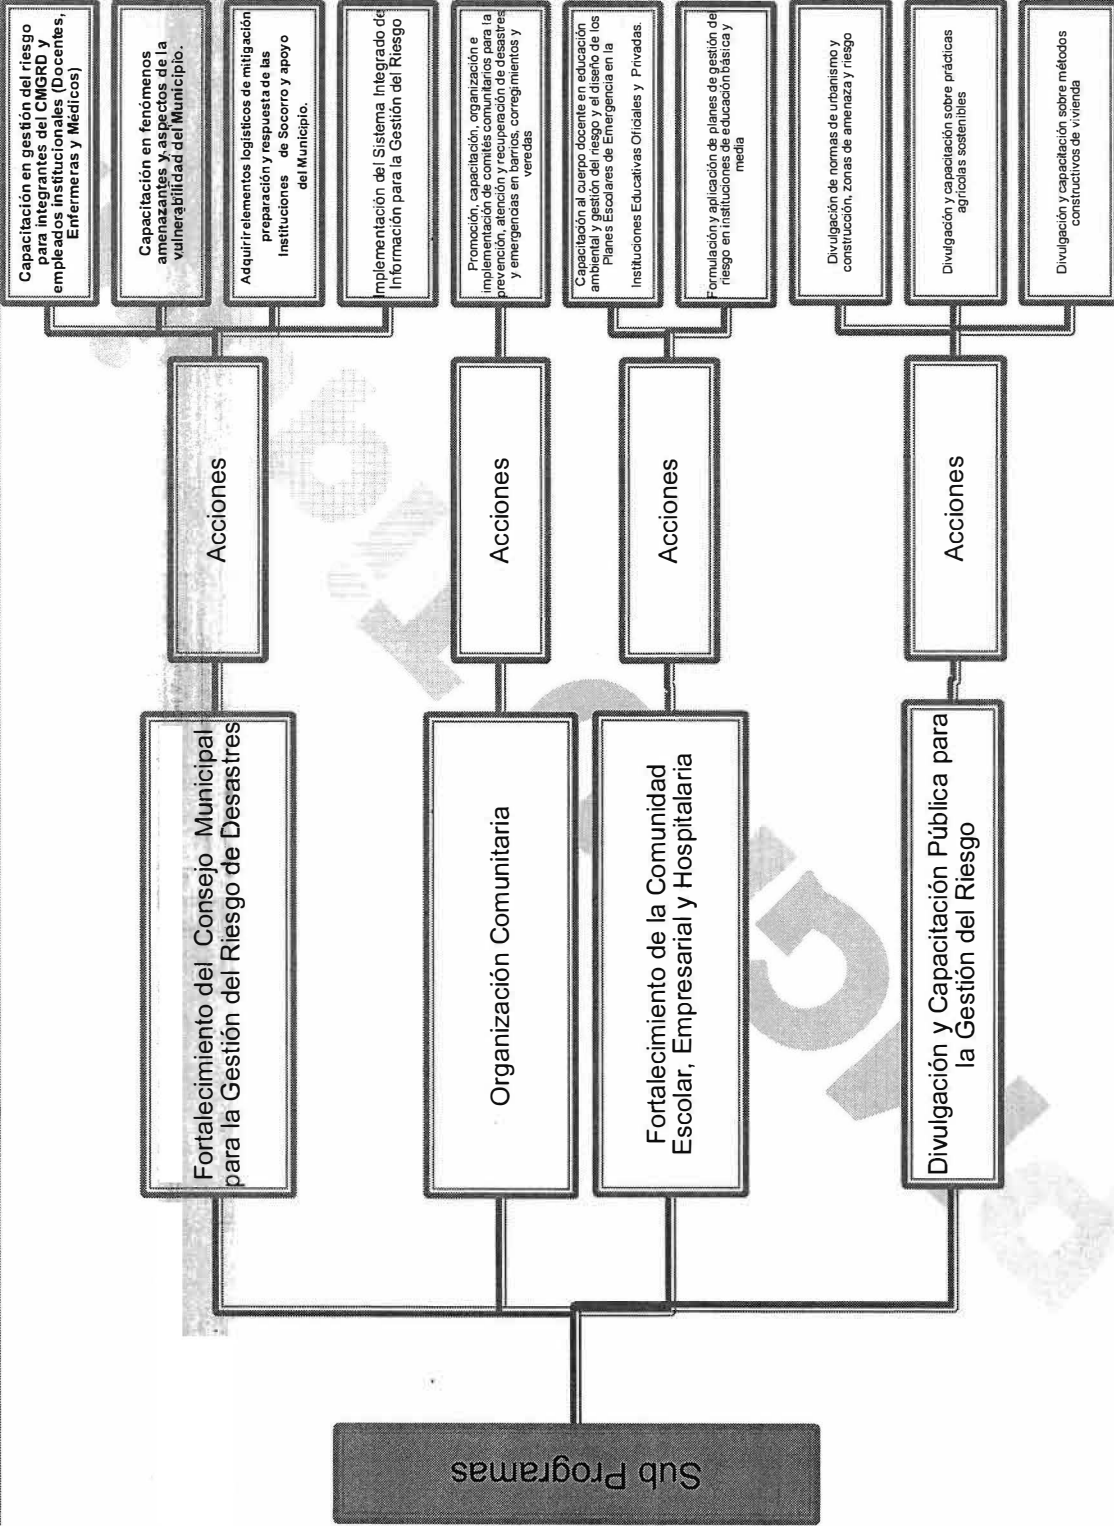 Sub Programas
Fortalecimiento del Consejo Municipal
para la Gestión del Riesgo de Desastres
Acciones
Capacitación en gestión del riesgo
para integrantes del CMGRD y
empleados institucionales (Docentes,
Enfermeras y Médicos)
Capacitación en fenómenos
amenazantes y aspectos de la
vulnerabilidad del Municipio.
Adquirir elementos logísticos de mitigación
preparación y respuesta de las
Instituciones de Socorro y apoyo
del Municipio.
Implementación del Sistema Integrado de
Información para la Gestión del Riesgo
Organización Comunitaria
Acciones
Promoción, capacitación, organización e
implementación de comités comunitarios para la
prevención, atención y recuperación de desastres
y emergencias en barrios, corregimientos y
veredas
Fortalecimiento de la Comunidad
Escolar, Empresarial y Hospitalaria
Acciones
Capacitación al cuerpo docente en educación
ambiental y gestión del riesgo y el diseño de los
Planes Escolares de Emergencia en la
Instituciones Educativas Oficiales y Privadas.
Formulación y aplicación de planes de gestión del
riesgo en instituciones de educación básica y
media
Divulgación y Capacitación Pública para
la Gestión del Riesgo
Acciones
Divulgación de normas de urbanismo y
construcción, zonas de amenaza y riesgo
Divulgación y capacitación sobre prácticas
agrícolas sostenibles
Divulgación y capacitación sobre métodos
constructivos de vivienda